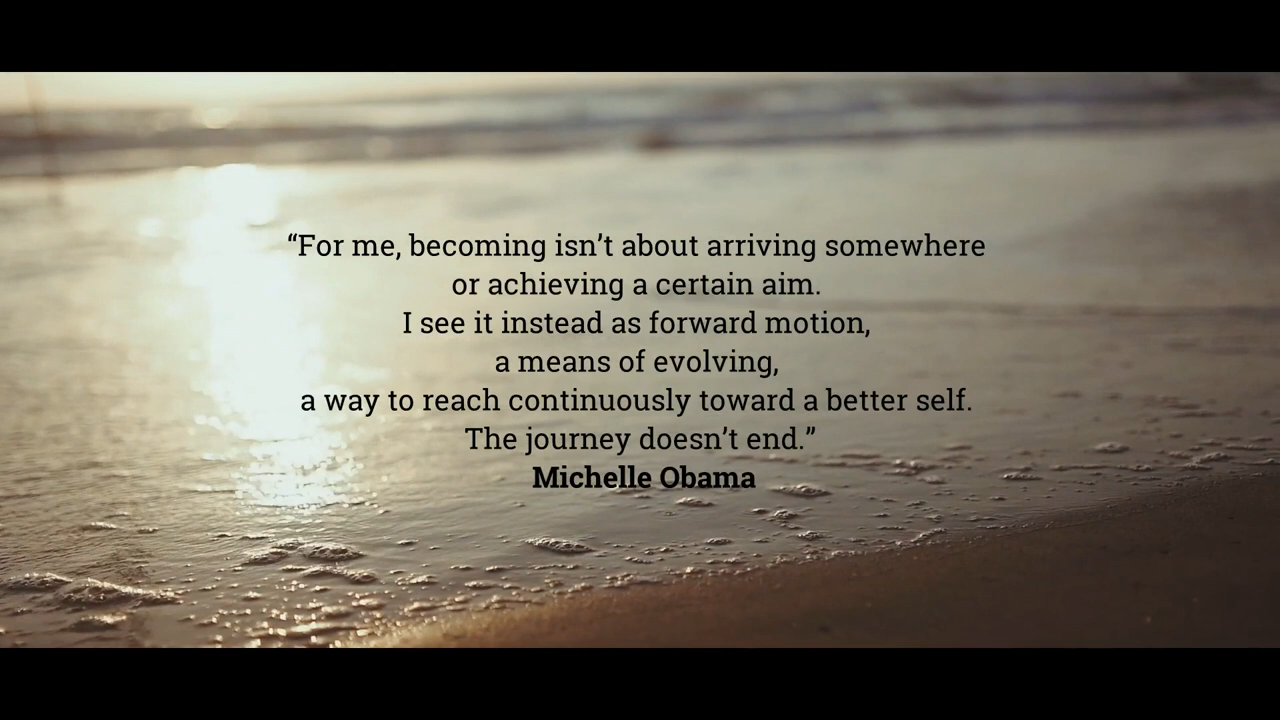 “For me, becoming isn’t about arriving somewhere
or achieving a certain aim.
I see it instead as forward motion,
a means of evolving,
a way to reach continuously toward a better self.
The journey doesn’t end.”
Michelle Obama